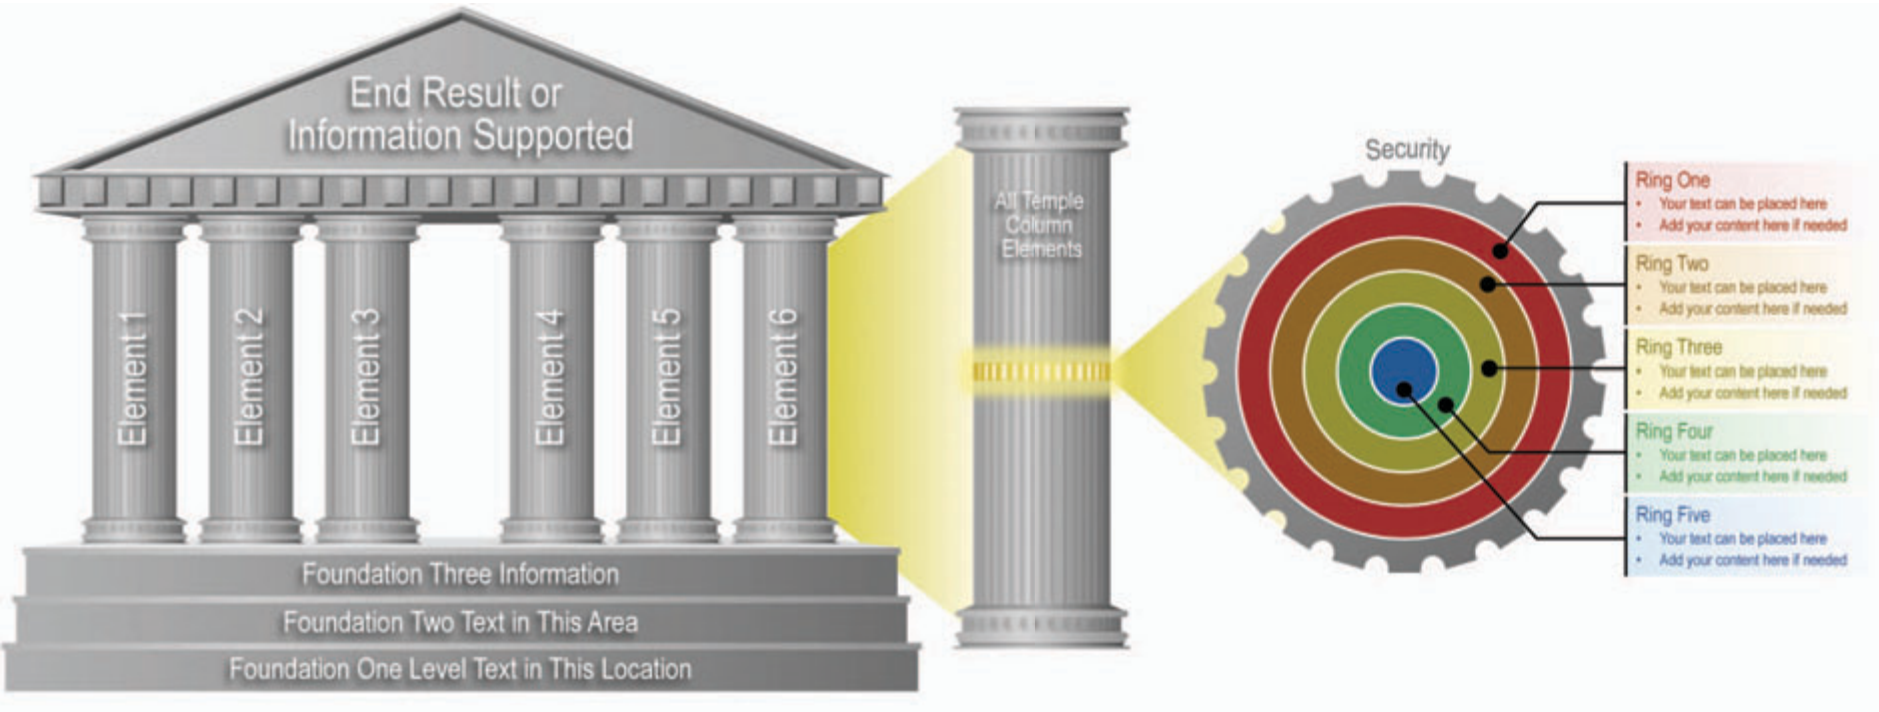 End Result or
Information Supported
Element 1
Element 2
Element 3
Element 4
Element 5
Element 6
Foundation Three Information
Foundation Two Text in This Area
Foundation One Level Text in This Location
All Temple
Column
Elements
Security
Ring One
• Your text can be placed here
• Add your content here if needed
Ring Two
• Your text can be placed here
• Add your content here if needed
Ring Three
• Your text can be placed here
• Add your content here if needed
Ring Four
• Your text can be placed here
• Add your content here if needed
Ring Five
• Your text can be placed here
• Add your content here if needed